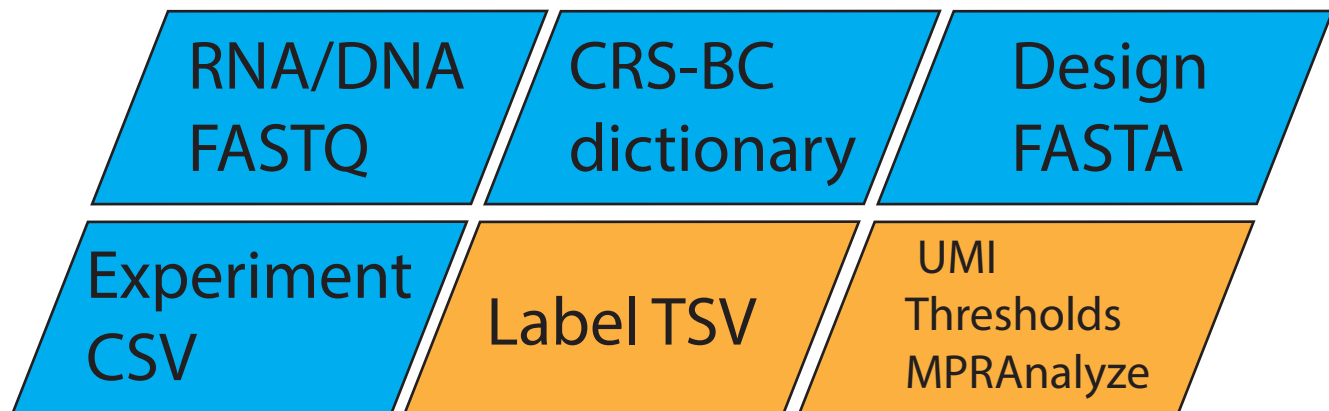 RNA/DNA
FASTQ
CRS-BC
dictionary
Design
FASTA
Experiment
CSV
Label TSV
UMI
Thresholds
MPRAnalyze